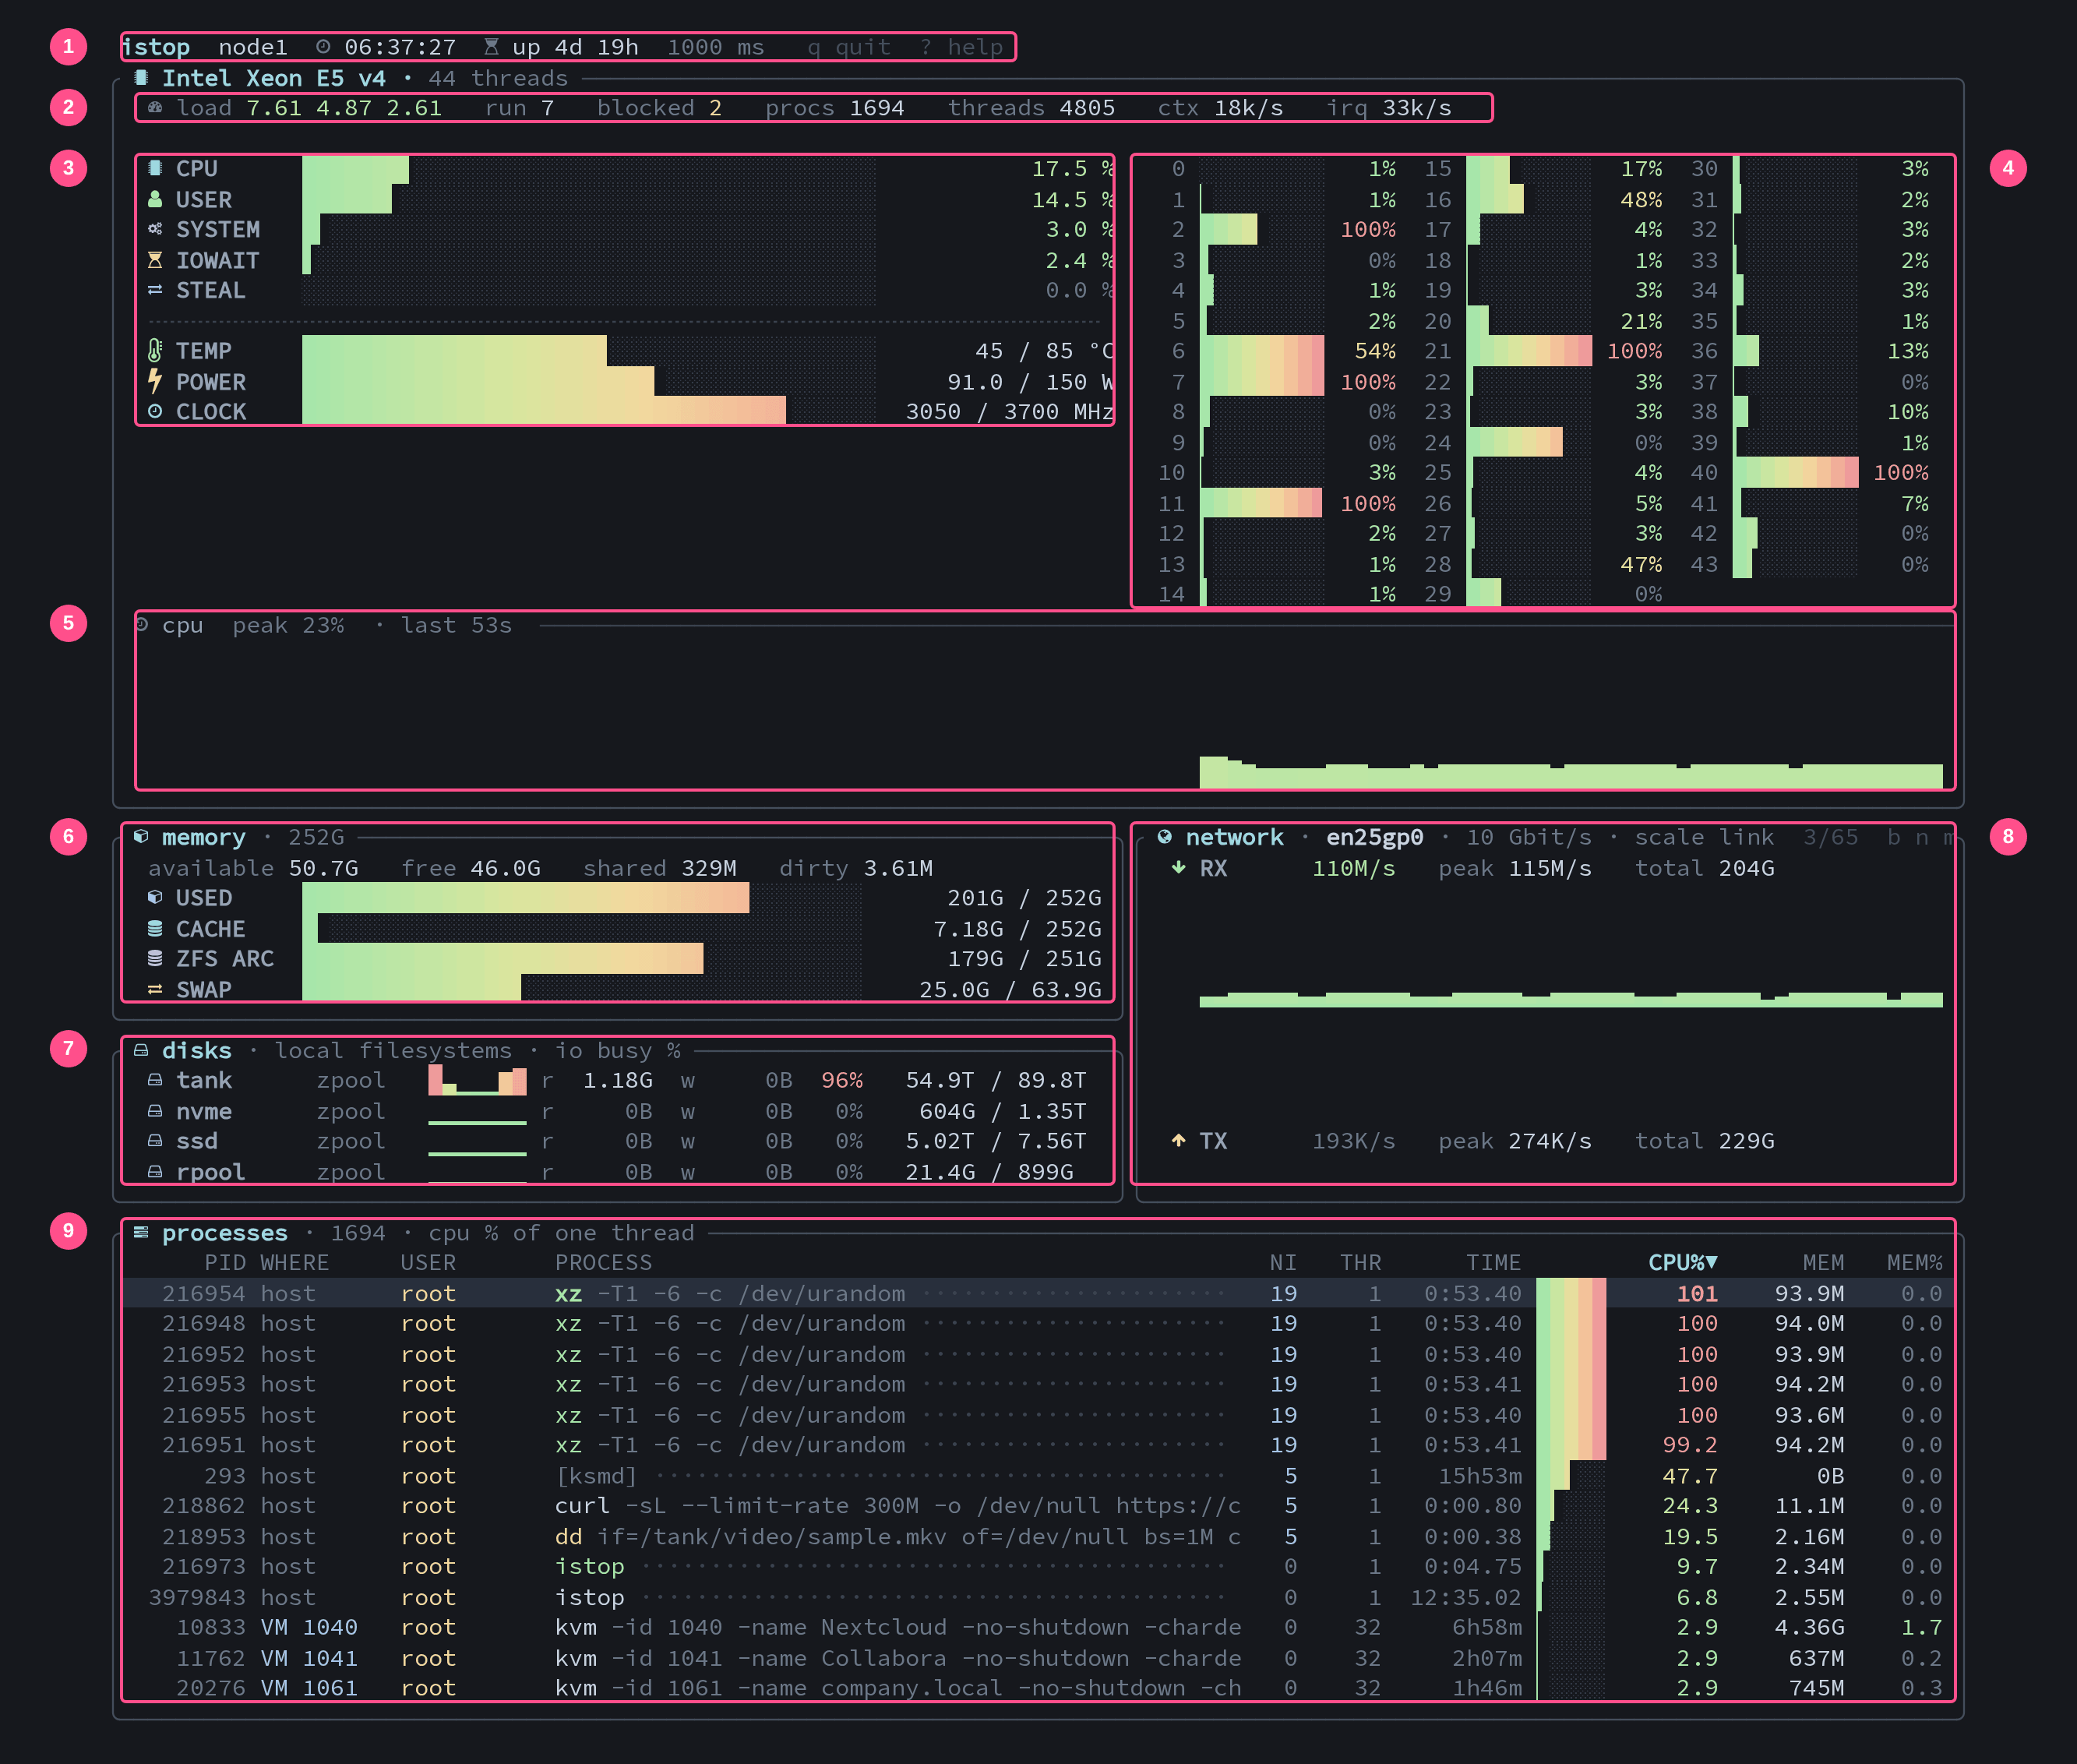 1
istop node1 06:37:27 up 4d 19h 1000 ms q quit ? help
Intel Xeon E5 v4 · 44 threads
2
load 7.61 4.87 2.61 run 7 blocked 2 procs 1694 threads 4805 ctx 18k/s irq 33k/s
3
CPU 17.5 %
USER 14.5 %
SYSTEM 3.0 %
IOWAIT 2.4 %
STEAL 0.0 %
TEMP 45 / 85 °C
POWER 91.0 / 150 W
CLOCK 3050 / 3700 MHz
4
0 1% 15 17% 30 3%
1 1% 16 48% 31 2%
2 100% 17 4% 32 3%
3 0% 18 1% 33 2%
4 1% 19 3% 34 3%
5 2% 20 21% 35 1%
6 54% 21 100% 36 13%
7 100% 22 3% 37 0%
8 0% 23 3% 38 10%
9 0% 24 0% 39 1%
10 3% 25 4% 40 100%
11 100% 26 5% 41 7%
12 2% 27 3% 42 0%
13 1% 28 47% 43 0%
14 1% 29 0%
5
cpu peak 23% · last 53s
6
memory · 252G
available 50.7G free 46.0G shared 329M dirty 3.61M
USED 201G / 252G
CACHE 7.18G / 252G
ZFS ARC 179G / 251G
SWAP 25.0G / 63.9G
8
network · en25gp0 · 10 Gbit/s · scale link 3/65 b n m
RX 110M/s peak 115M/s total 204G
TX 193K/s peak 274K/s total 229G
7
disks · local filesystems · io busy %
tank zpool r 1.18G w 0B 96% 54.9T / 89.8T
nvme zpool r 0B w 0B 0% 604G / 1.35T
ssd zpool r 0B w 0B 0% 5.02T / 7.56T
rpool zpool r 0B w 0B 0% 21.4G / 899G
9
processes · 1694 · cpu % of one thread
PID WHERE USER PROCESS NI THR TIME CPU%▼ MEM MEM%
216954 host root xz -T1 -6 -c /dev/urandom 19 1 0:53.40 101 93.9M 0.0
216948 host root xz -T1 -6 -c /dev/urandom 19 1 0:53.40 100 94.0M 0.0
216952 host root xz -T1 -6 -c /dev/urandom 19 1 0:53.40 100 93.9M 0.0
216953 host root xz -T1 -6 -c /dev/urandom 19 1 0:53.41 100 94.2M 0.0
216955 host root xz -T1 -6 -c /dev/urandom 19 1 0:53.40 100 93.6M 0.0
216951 host root xz -T1 -6 -c /dev/urandom 19 1 0:53.41 99.2 94.2M 0.0
293 host root [ksmd] 5 1 15h53m 47.7 0B 0.0
218862 host root curl -sL --limit-rate 300M -o /dev/null https://c 5 1 0:00.80 24.3 11.1M 0.0
218953 host root dd if=/tank/video/sample.mkv of=/dev/null bs=1M c 5 1 0:00.38 19.5 2.16M 0.0
216973 host root istop 0 1 0:04.75 9.7 2.34M 0.0
3979843 host root istop 0 1 12:35.02 6.8 2.55M 0.0
10833 VM 1040 root kvm -id 1040 -name Nextcloud -no-shutdown -charde 0 32 6h58m 2.9 4.36G 1.7
11762 VM 1041 root kvm -id 1041 -name Collabora -no-shutdown -charde 0 32 2h07m 2.9 637M 0.2
20276 VM 1061 root kvm -id 1061 -name company.local -no-shutdown -ch 0 32 1h46m 2.9 745M 0.3